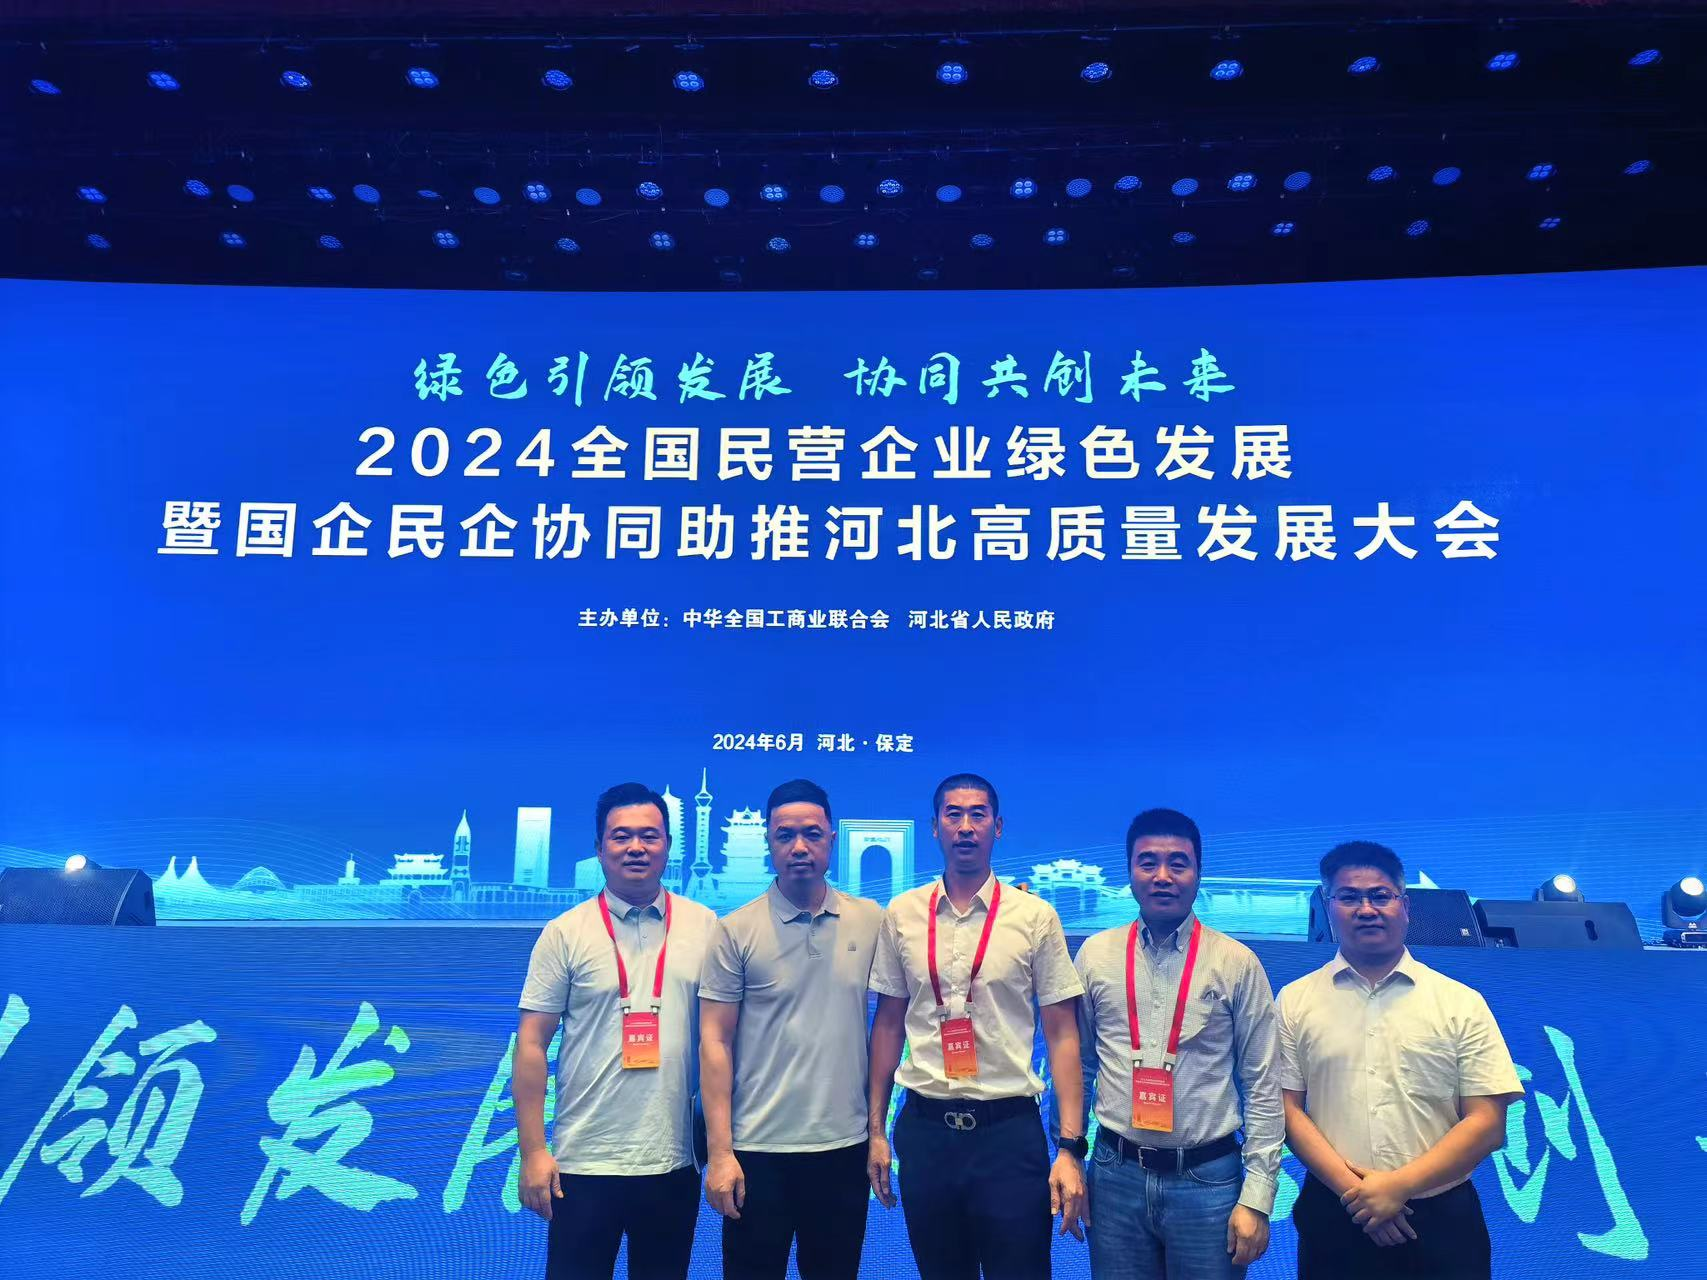 绿色引领发展 协同共创未来
2024全国民营企业绿色发展
暨国企民企协同助推河北高质量发展大会
主办单位：中华全国工商业联合会 河北省人民政府
2024年6月 河北·保定
嘉宾证
嘉宾证
嘉宾证
领发展
创